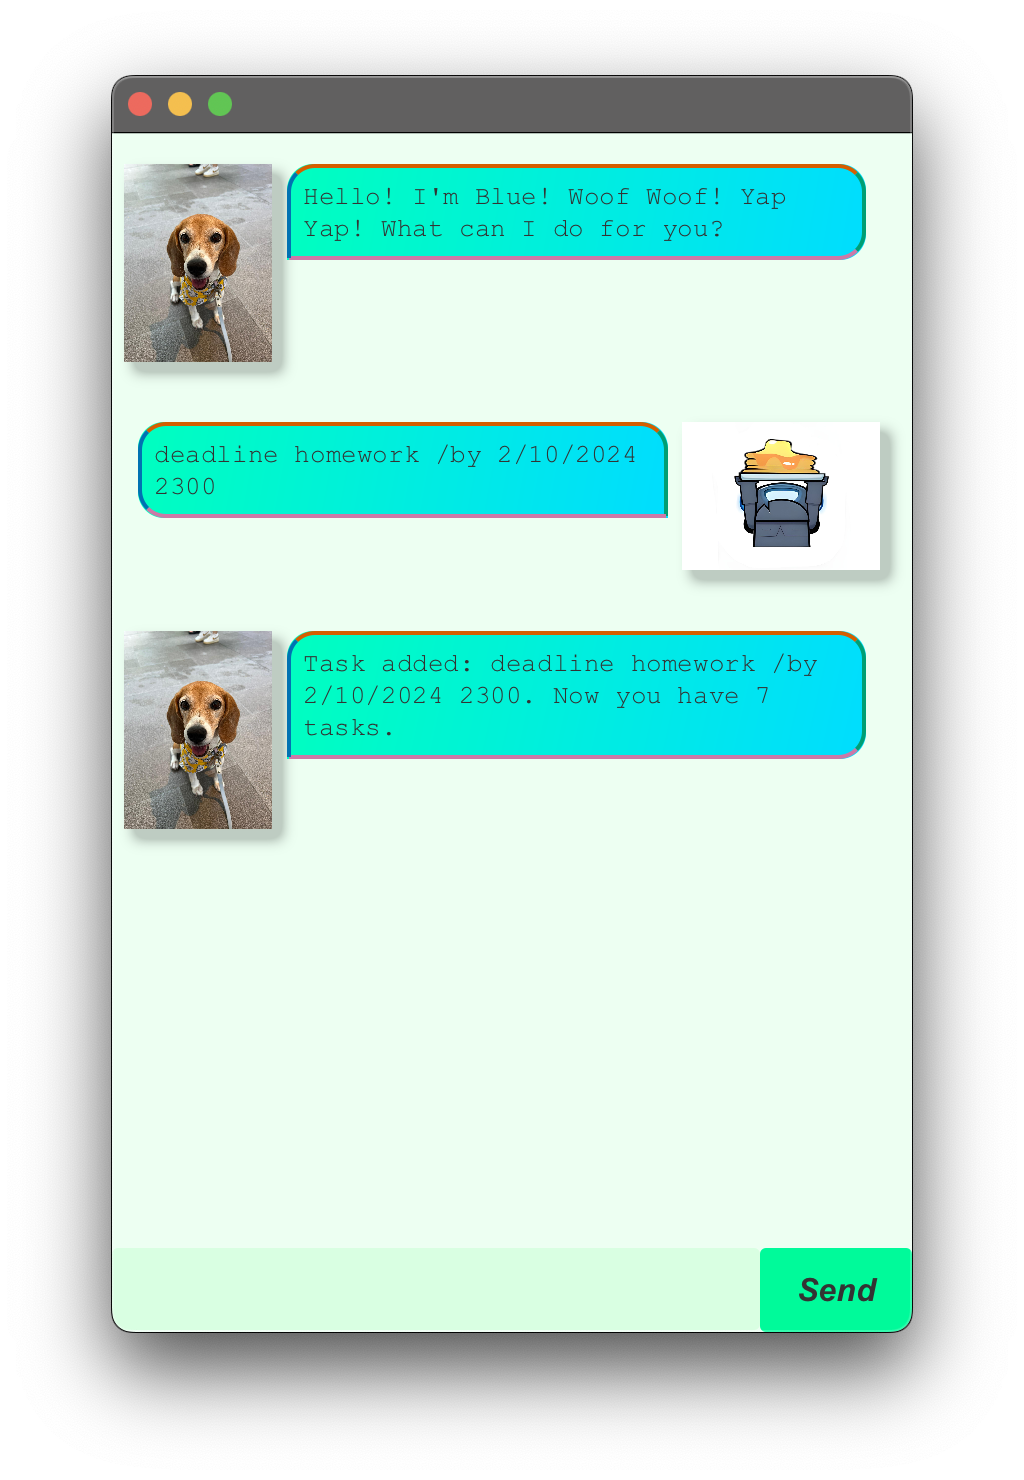 Hello! I'm Blue! Woof Woof! Yap
Yap! What can I do for you?
deadline homework /by 2/10/2024
2300
Task added: deadline homework /by
2/10/2024 2300. Now you have 7
tasks.
Send